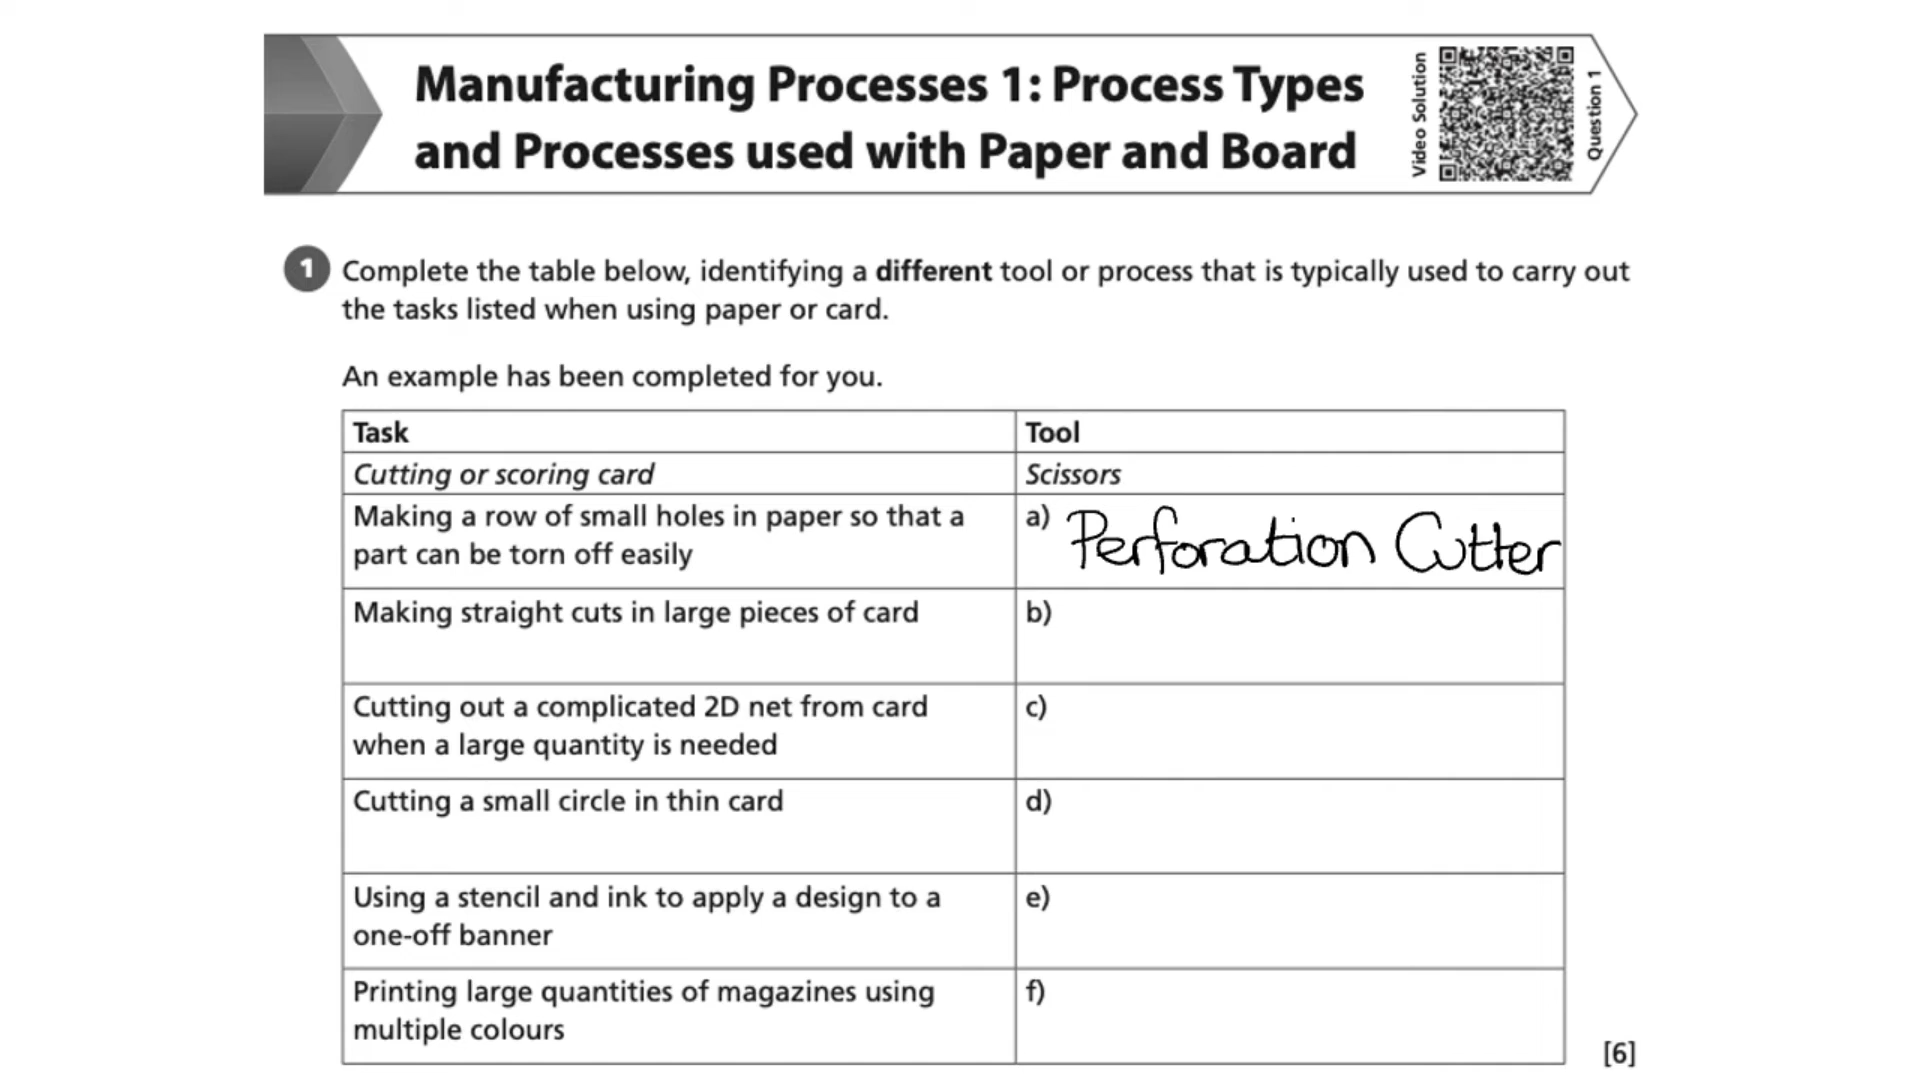 Manufacturing Processes 1: Process Types
and Processes used with Paper and Board
Video Solution
Question 1
1 Complete the table below, identifying a different tool or process that is typically used to carry out
the tasks listed when using paper or card.
An example has been completed for you.
Task Tool
Cutting or scoring card Scissors
Making a row of small holes in paper so that a
part can be torn off easily
a) Perforation Cutter
Making straight cuts in large pieces of card b)
Cutting out a complicated 2D net from card
when a large quantity is needed
c)
Cutting a small circle in thin card d)
Using a stencil and ink to apply a design to a
one-off banner
e)
Printing large quantities of magazines using
multiple colours
f)
[6]